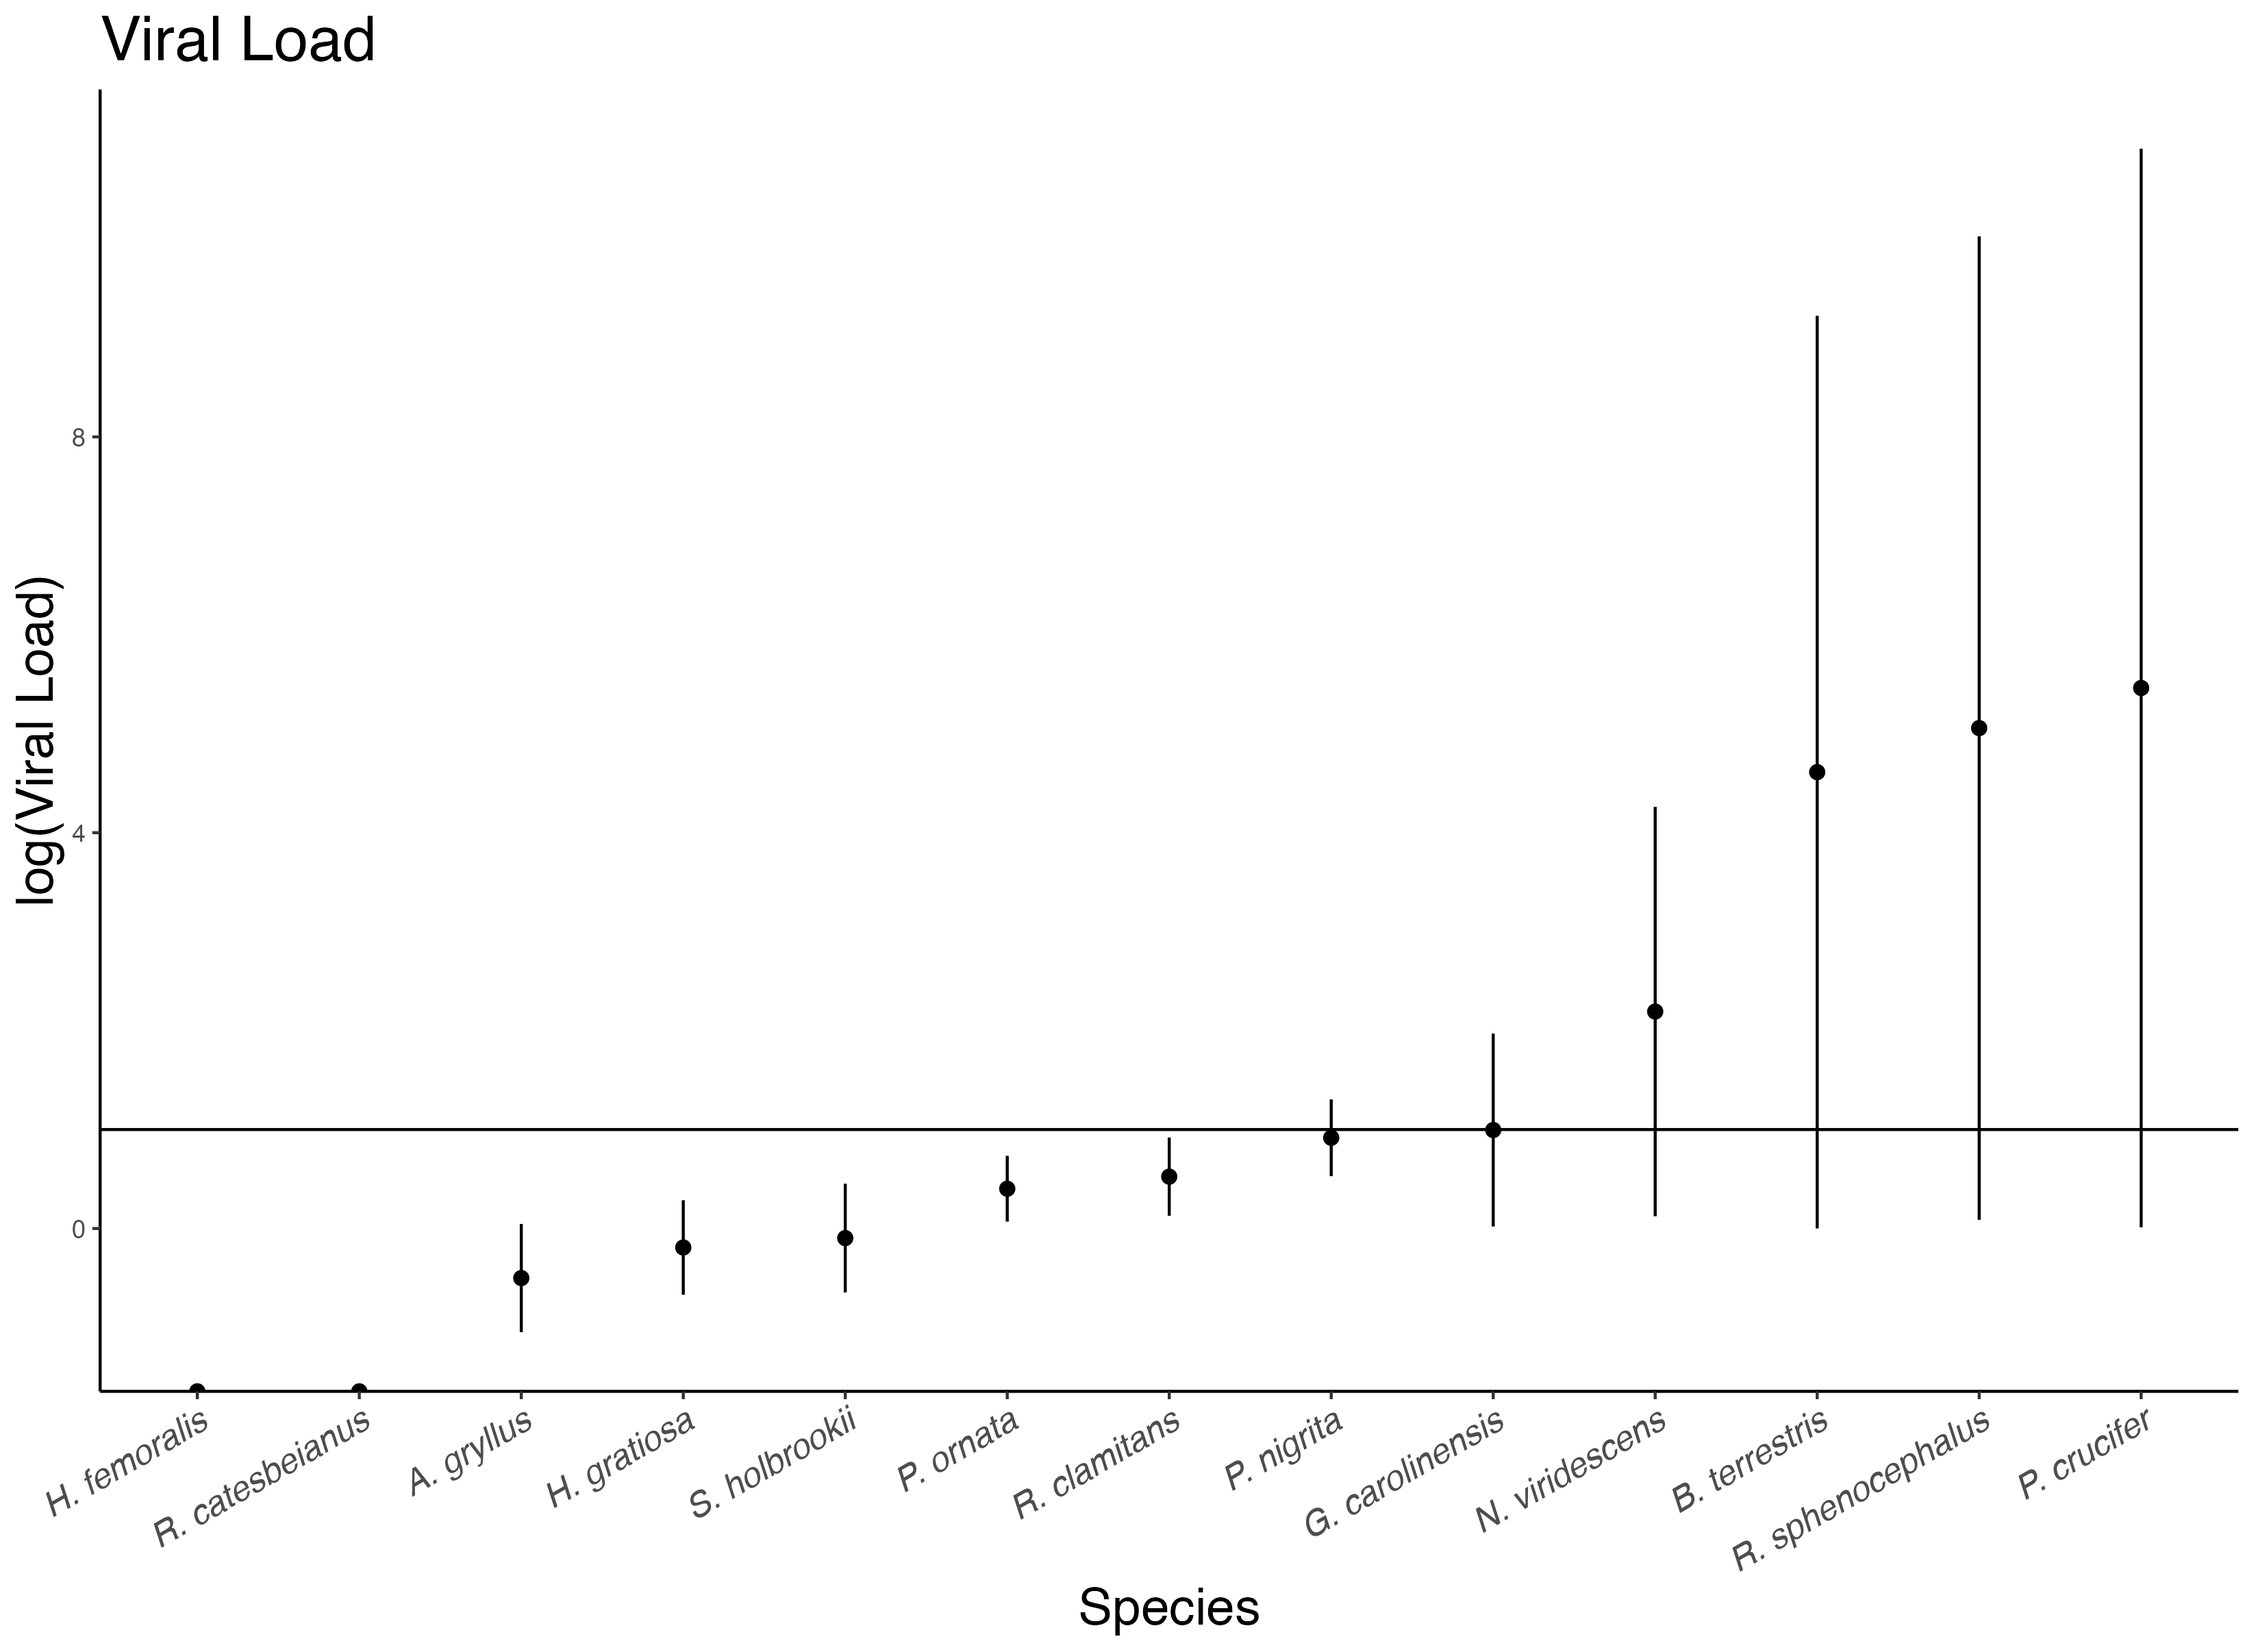 Viral Load
log(Viral Load)
8
4
0
H. femoralis
R. catesbeianus
A. gryllus
H. gratiosa
S. holbrookii
P. ornata
R. clamitans
P. nigrita
G. carolinensis
N. viridescens
B. terrestris
R. sphenocephalus
P. crucifer
Species